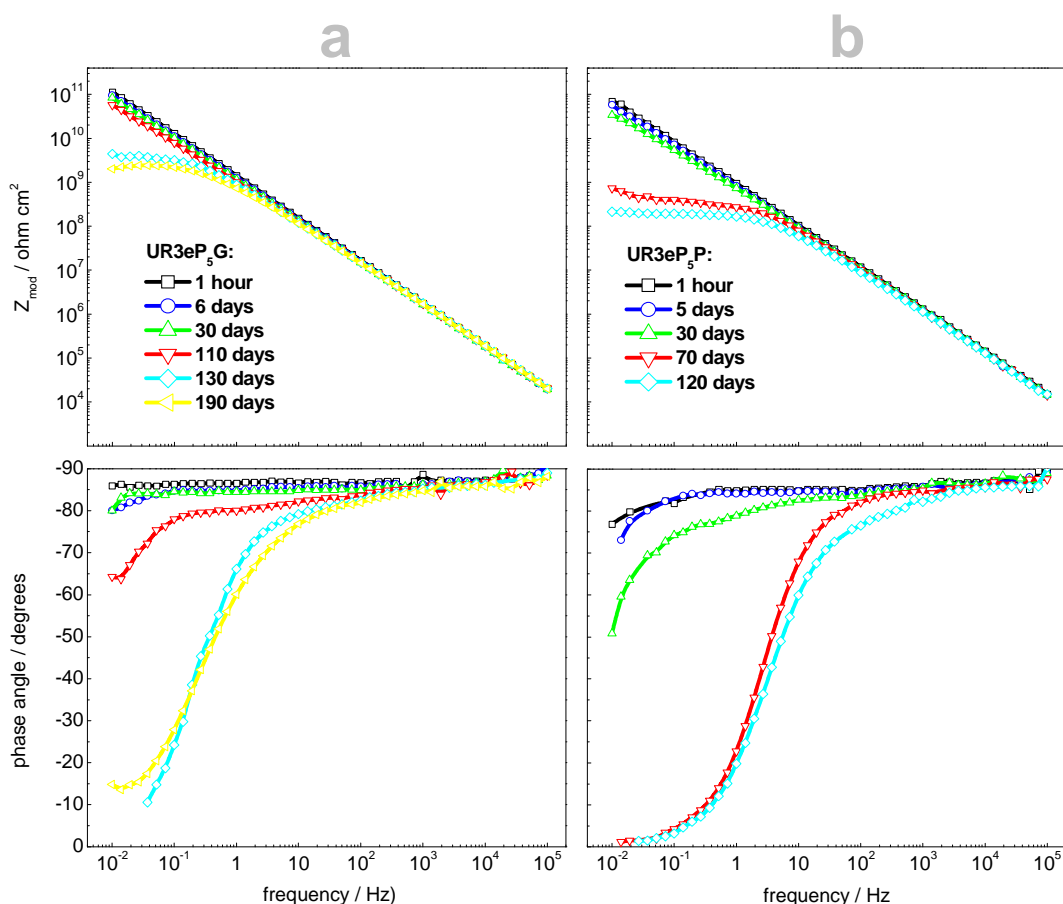 a
b
10^11
10^10
10^9
10^8
10^7
10^6
10^5
10^4
Z_mod / ohm cm^2
UR3eP_5G:
1 hour
6 days
30 days
110 days
130 days
190 days
UR3eP_5P:
1 hour
5 days
30 days
70 days
120 days
-90
-80
-70
-60
-50
-40
-30
-20
-10
0
phase angle / degrees
10^-2 10^-1 1 10 10^2 10^3 10^4 10^5
10^-2 10^-1 1 10 10^2 10^3 10^4 10^5
frequency / Hz)
frequency / Hz